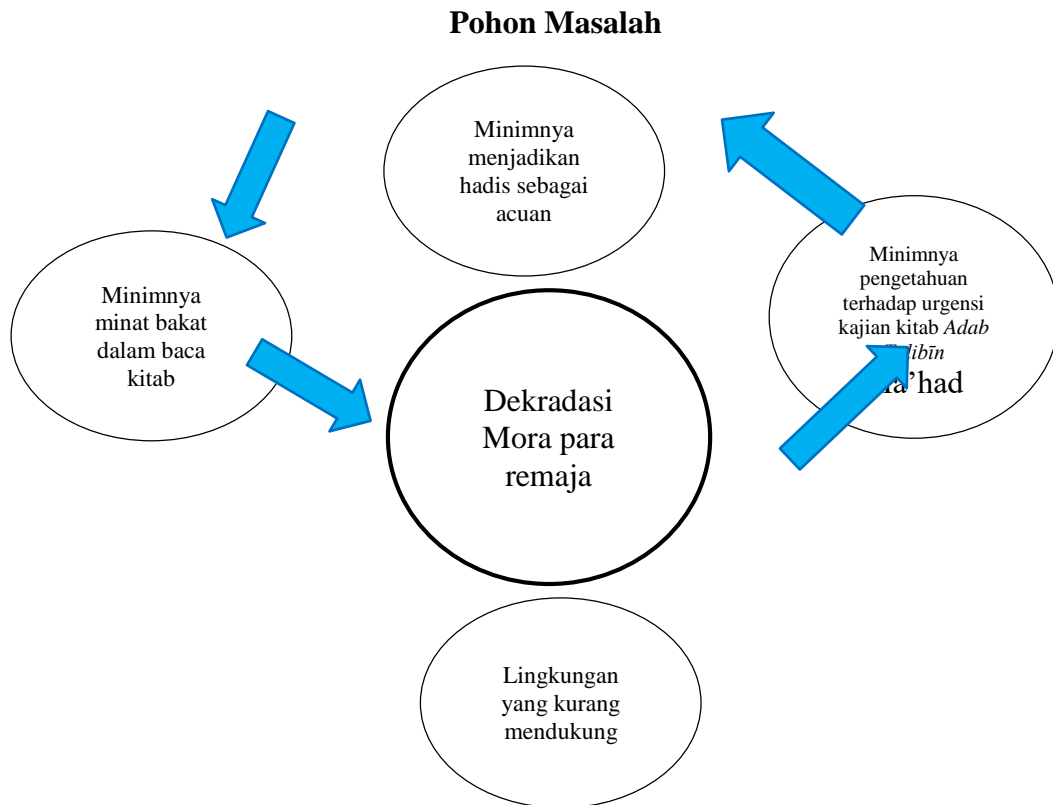 Pohon Masalah
Minimnya
menjadikan
hadis sebagai
acuan
Minimnya
minat bakat
dalam baca
kitab
Minimnya
pengetahuan
terhadap urgensi
kajian kitab Adab
Dekradasi
Mora para
remaja
Lingkungan
yang kurang
mendukung